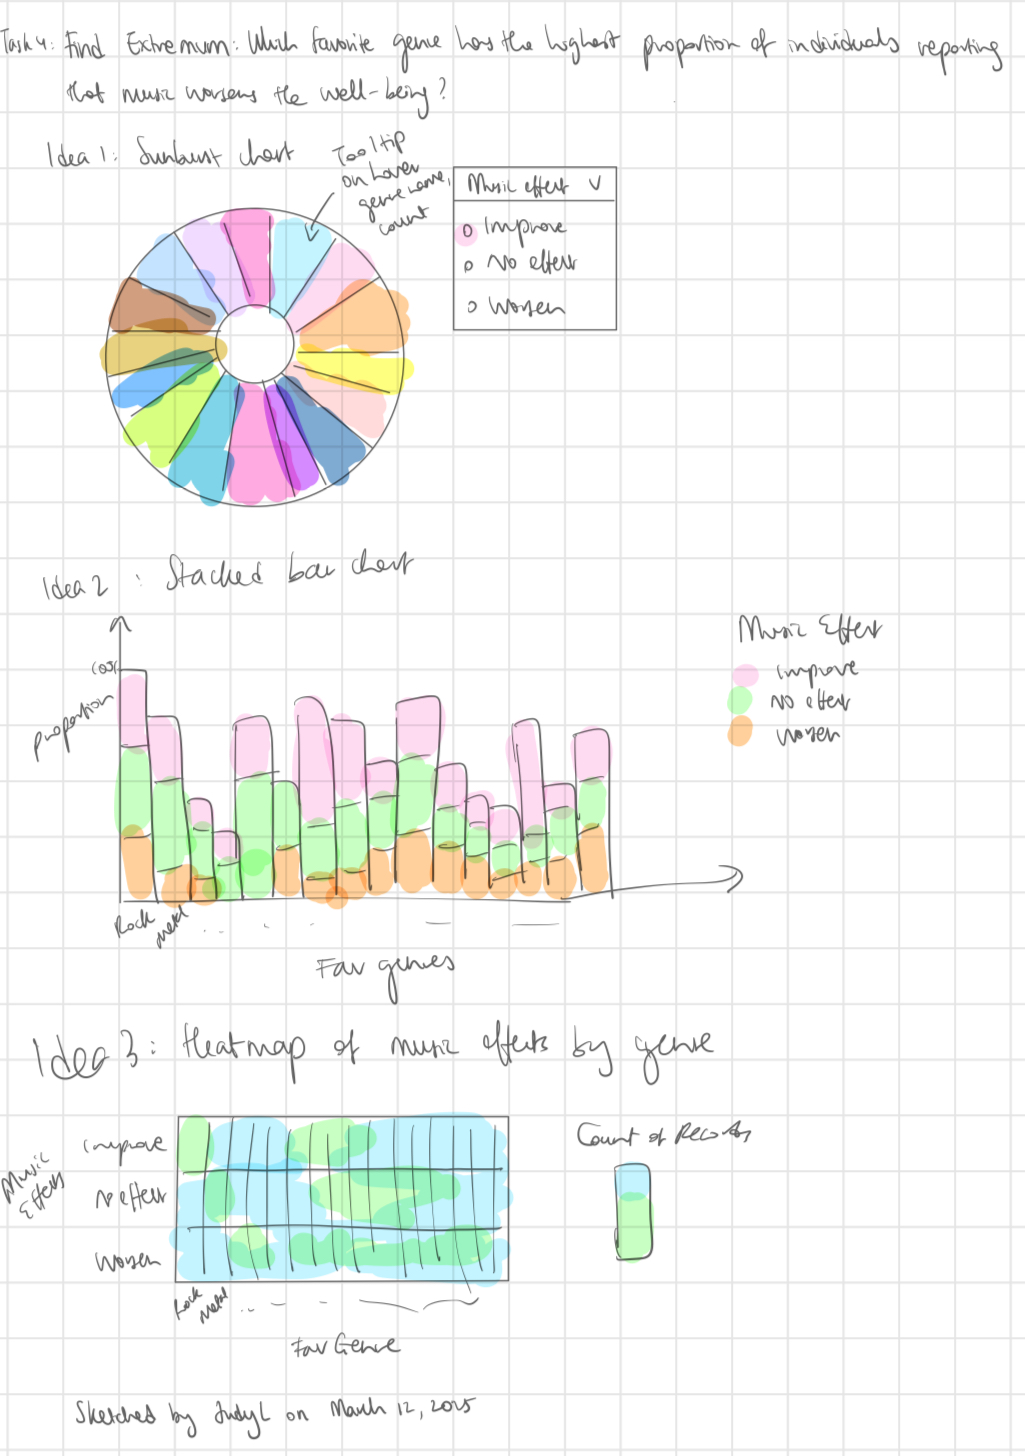 Task 4: Find Extremum: Which favorite genre has the highest proportion of individuals reporting
that music worsens the well-being?
Idea 1: Sunburst chart
Tooltip
on hover
genre name,
count
Music effect V
Improve
No effect
Worsen
Idea 2 : Stacked bar chart
100%
proportion
Rock
Metal
Fav genres
Music Effect
improve
No effect
worsen
Idea 3: Heatmap of music effects by genre
Music
Effects
improve
No effect
Worsen
Rock
Metal
Fav Genre
Count of Records
Sketched by Judy L on March 12, 2025